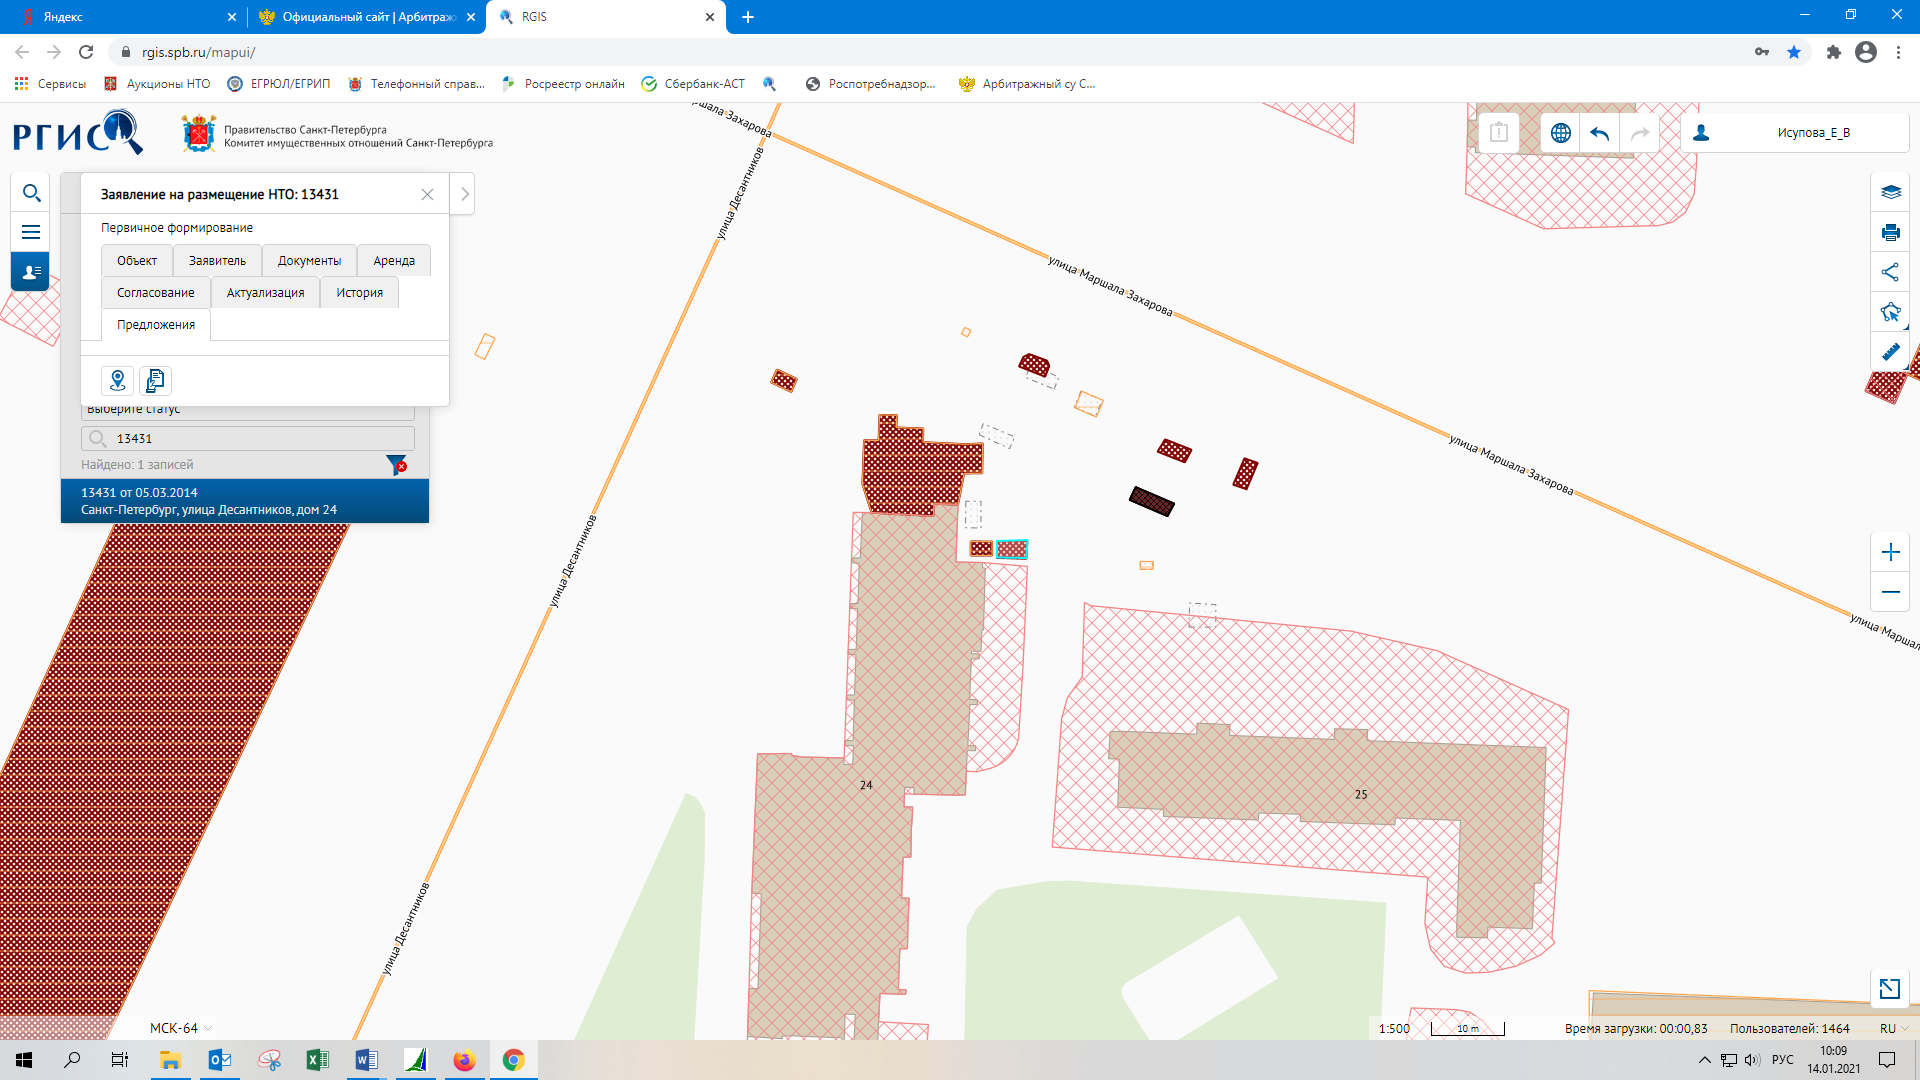 Яндекс
Официальный сайт | Арбитраж
RGIS
rgis.spb.ru/mapui/
Сервисы
Аукционы НТО
ЕГРЮЛ/ЕГРИП
Телефонный справ...
Росреестр онлайн
Сбербанк-АСТ
Роспотребнадзор...
Арбитражный су С...
РГИС
Правительство Санкт-Петербурга
Комитет имущественных отношений Санкт-Петербурга
Исупова_Е_В
Заявление на размещение НТО: 13431
Первичное формирование
Объект
Заявитель
Документы
Аренда
Согласование
Актуализация
История
Предложения
Выберите статус
13431
Найдено: 1 записей
13431 от 05.03.2014
Санкт-Петербург, улица Десантников, дом 24
ршала Захарова
улица Десантников
улица Маршала Захарова
улица Маршала Захарова
улица Маршал
улица Десантников
улица Десантников
24
25
МСК-64
1:500
10 m
Время загрузки: 00:00,83
Пользователей: 1464
RU
РУС
10:09
14.01.2021